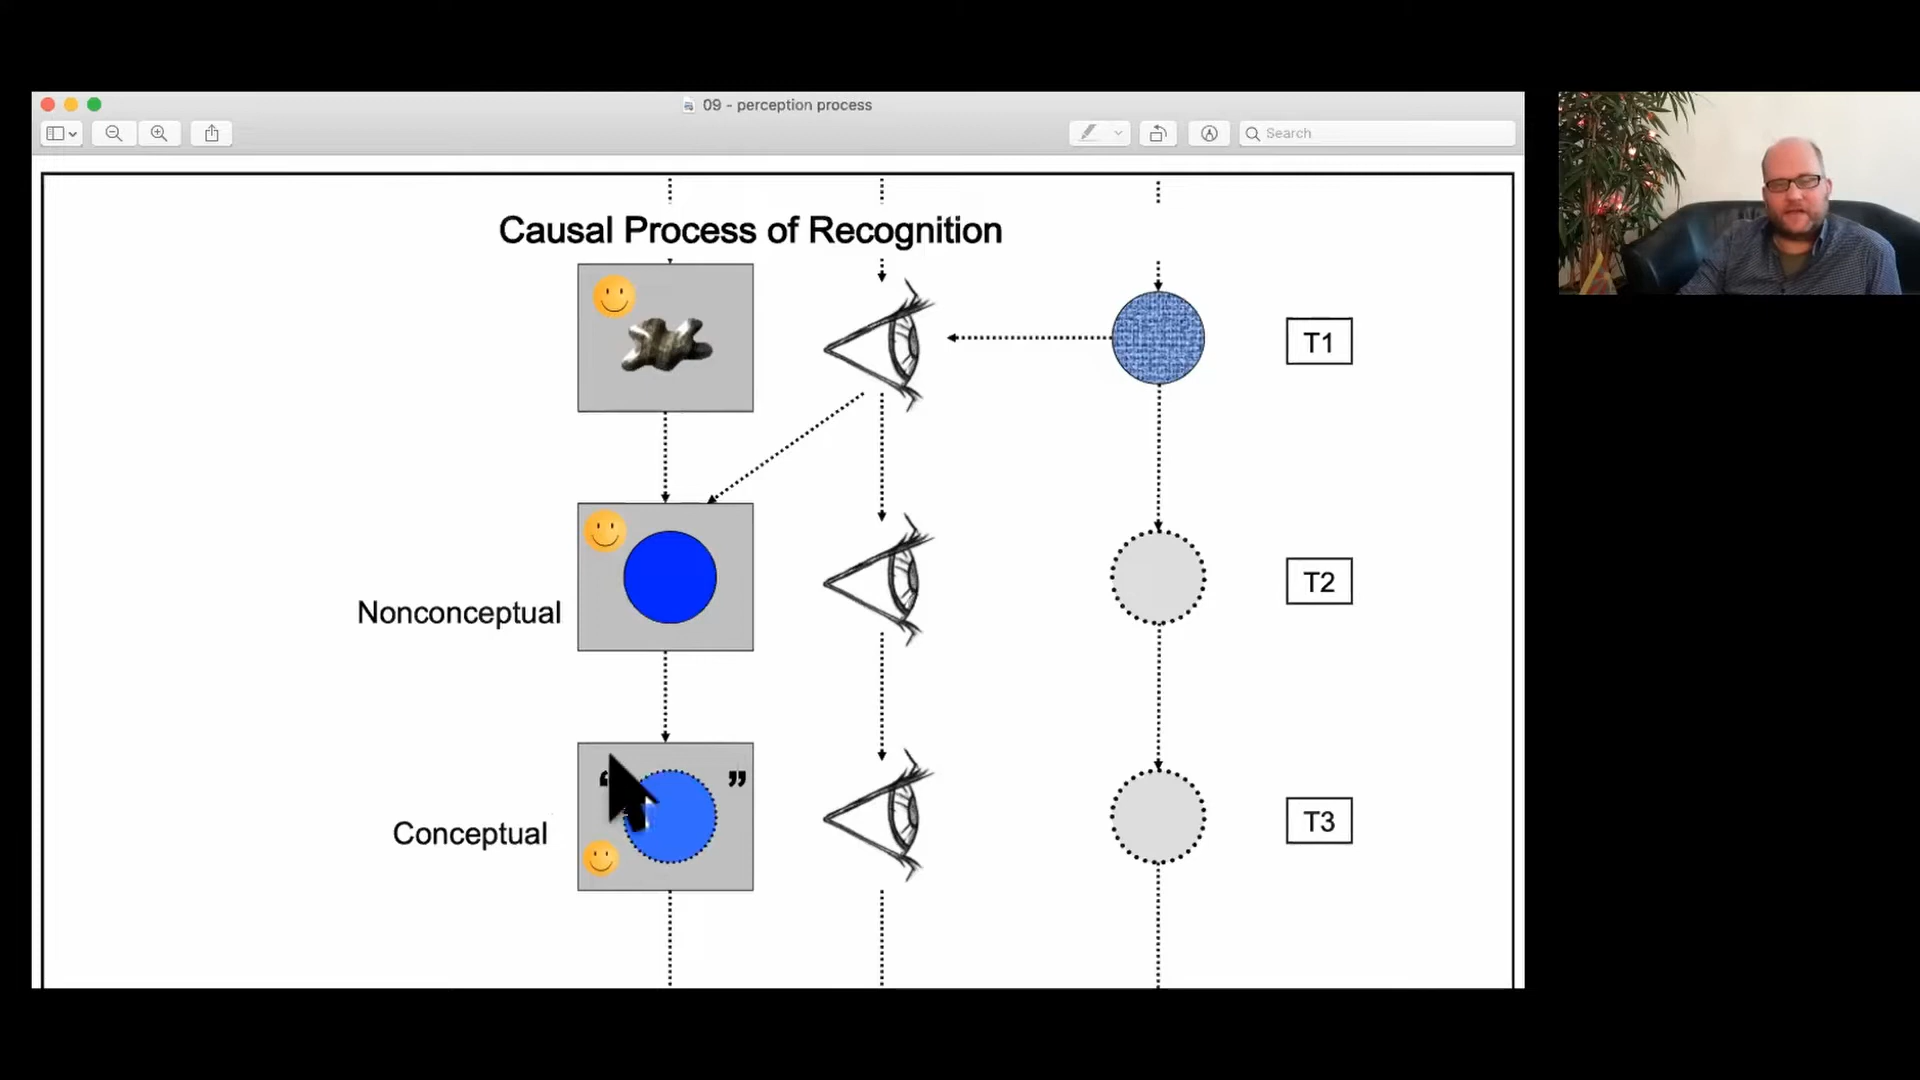 09 - perception process
Search
Causal Process of Recognition
T1
Nonconceptual
T2
“ ”
Conceptual
T3